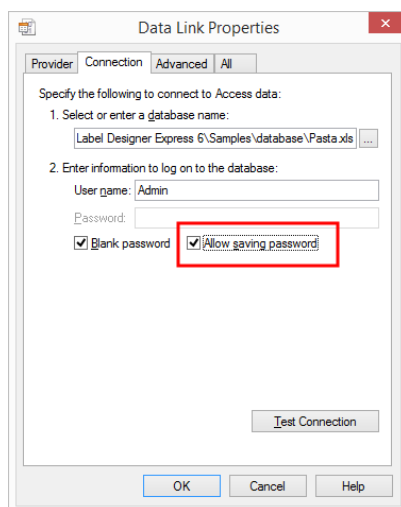 Data Link Properties
Provider Connection Advanced All
Specify the following to connect to Access data:
1. Select or enter a database name:
Label Designer Express 6\Samples\database\Pasta.xls ...
2. Enter information to log on to the database:
User name: Admin
Password:
Blank password Allow saving password
Test Connection
OK Cancel Help